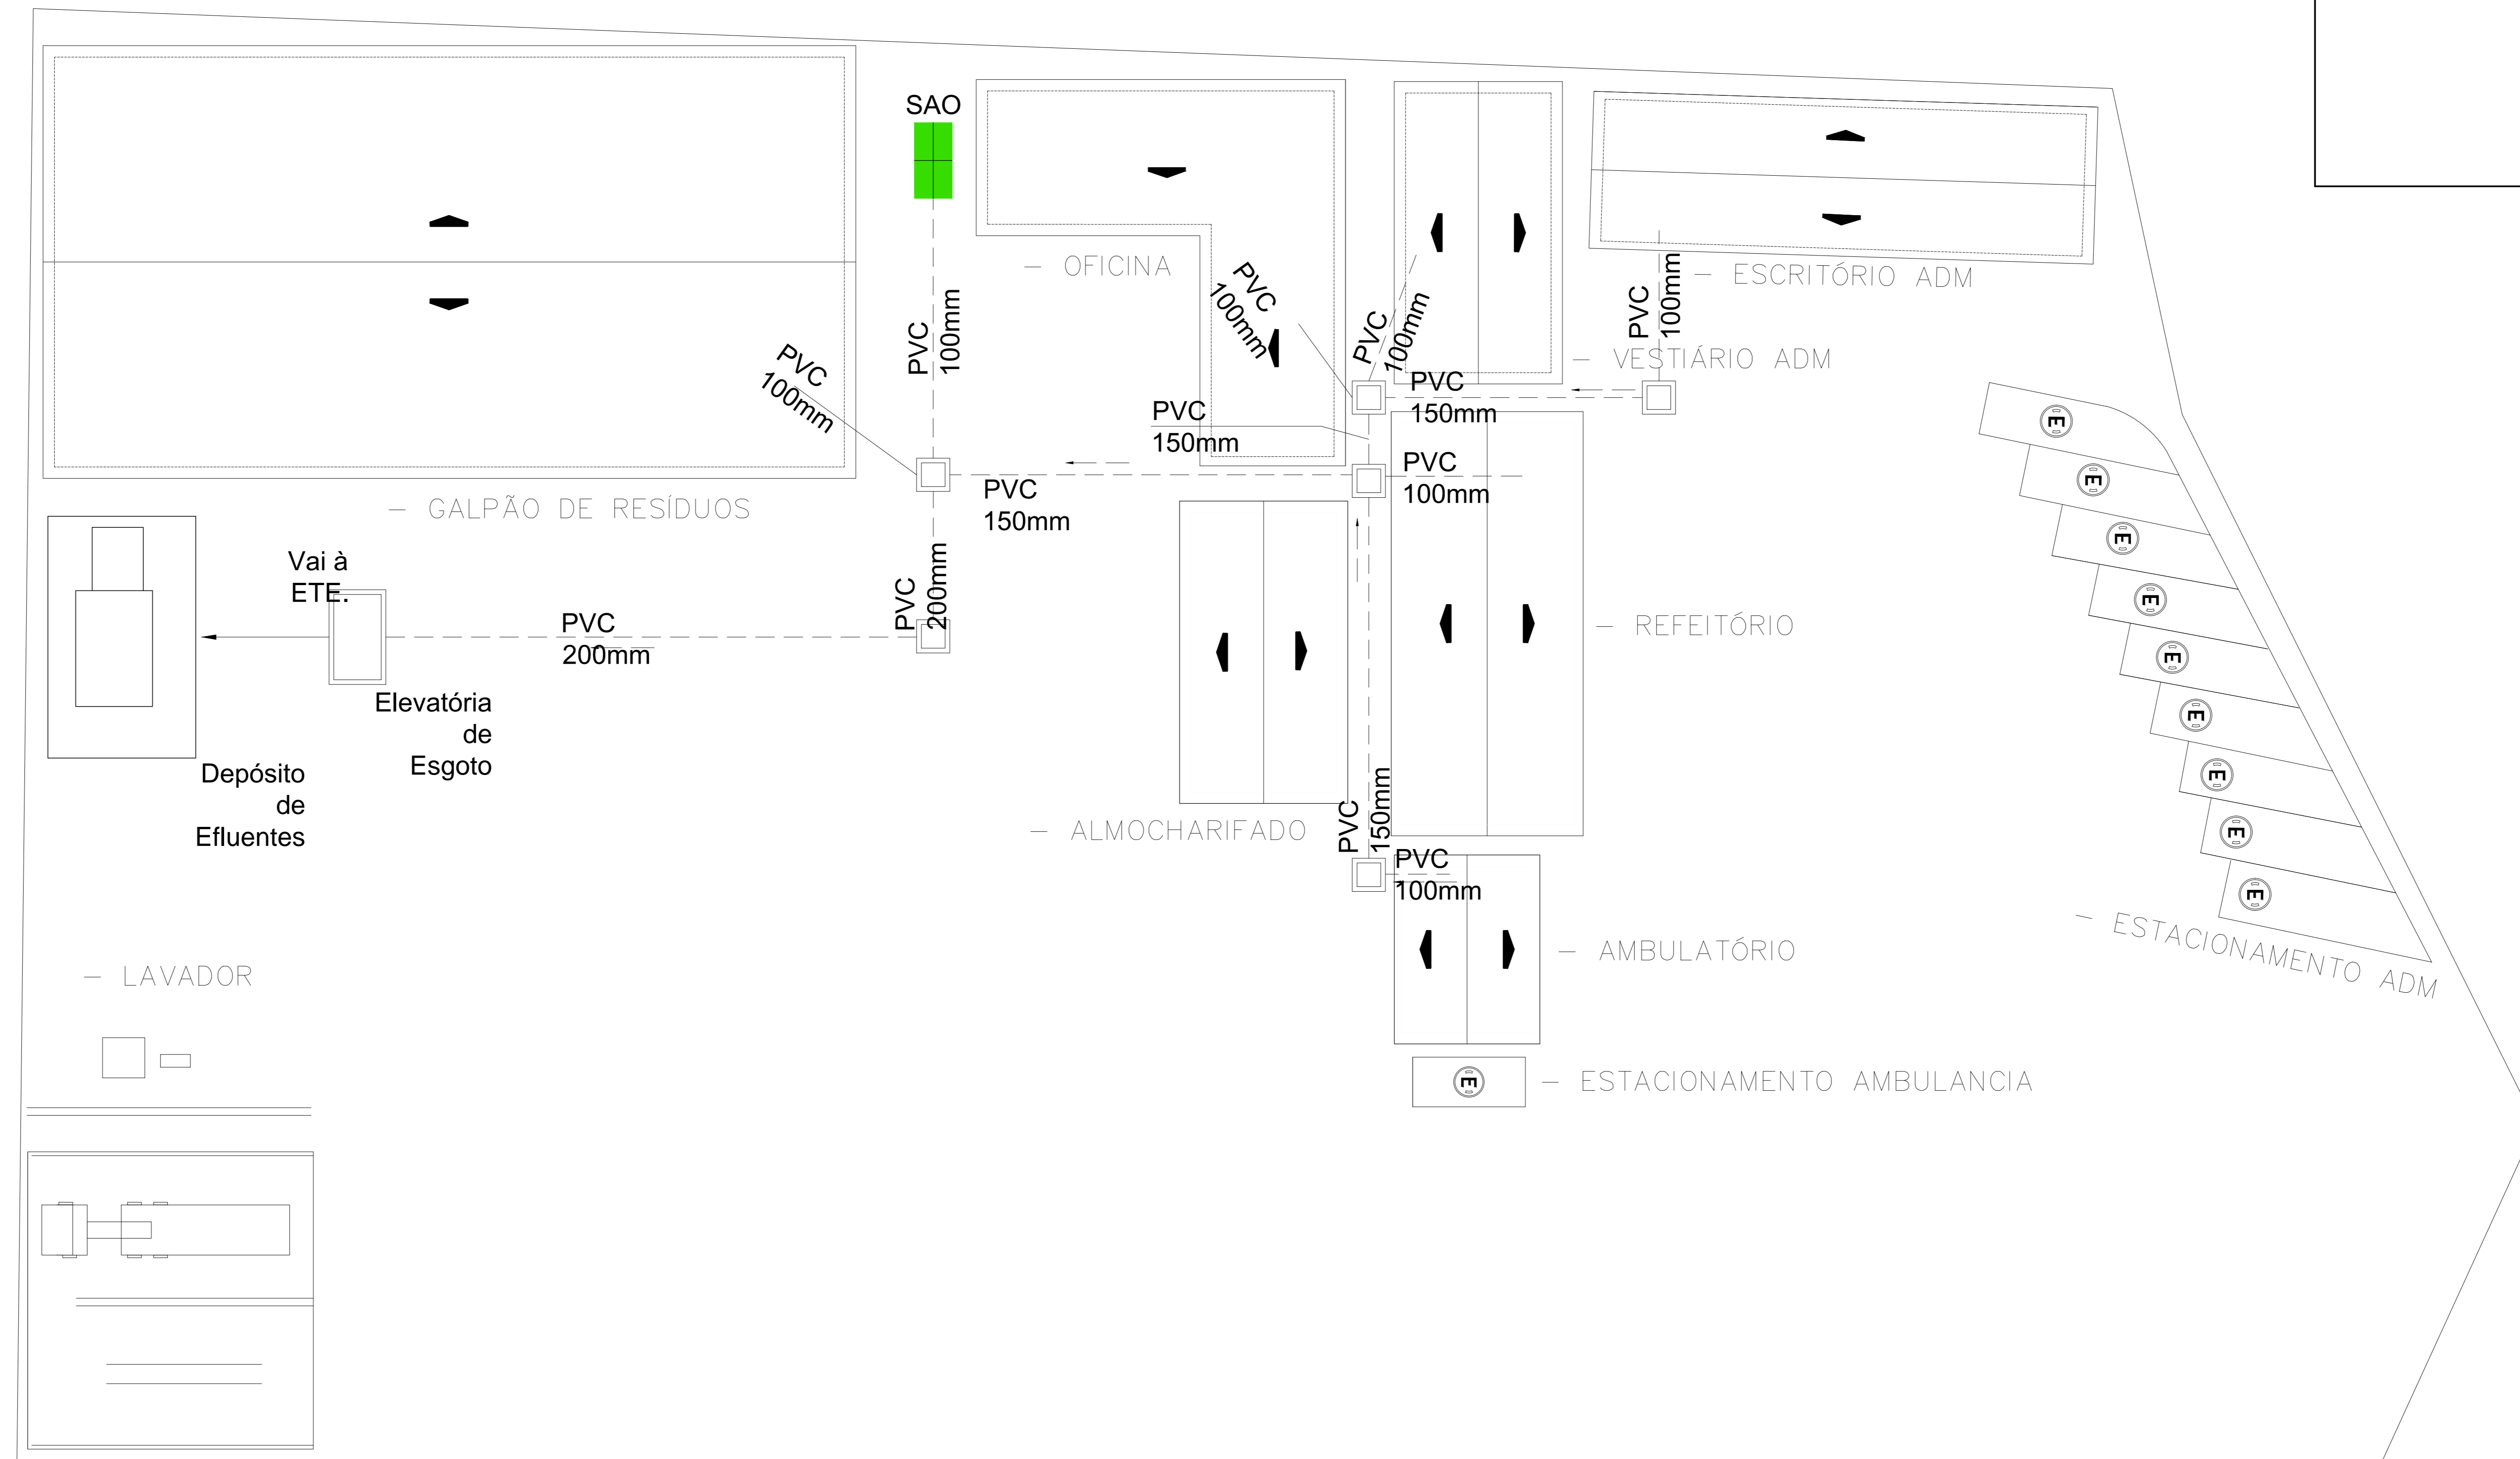 SAO
- OFICINA
- ESCRITÓRIO ADM
PVC
100mm
PVC
100mm
PVC
100mm
PVC
100mm
- VESTIÁRIO ADM
PVC
100mm
PVC
150mm
PVC
150mm
PVC
100mm
PVC
150mm
- GALPÃO DE RESÍDUOS
Vai à
ETE.
PVC
200mm
PVC
200mm
- REFEITÓRIO
Elevatória
de
Esgoto
Depósito
de
Efluentes
- ALMOCHARIFADO
PVC
150mm
PVC
100mm
E
E
E
E
E
E
E
E
E
- ESTACIONAMENTO ADM
- AMBULATÓRIO
- LAVADOR
E
- ESTACIONAMENTO AMBULANCIA